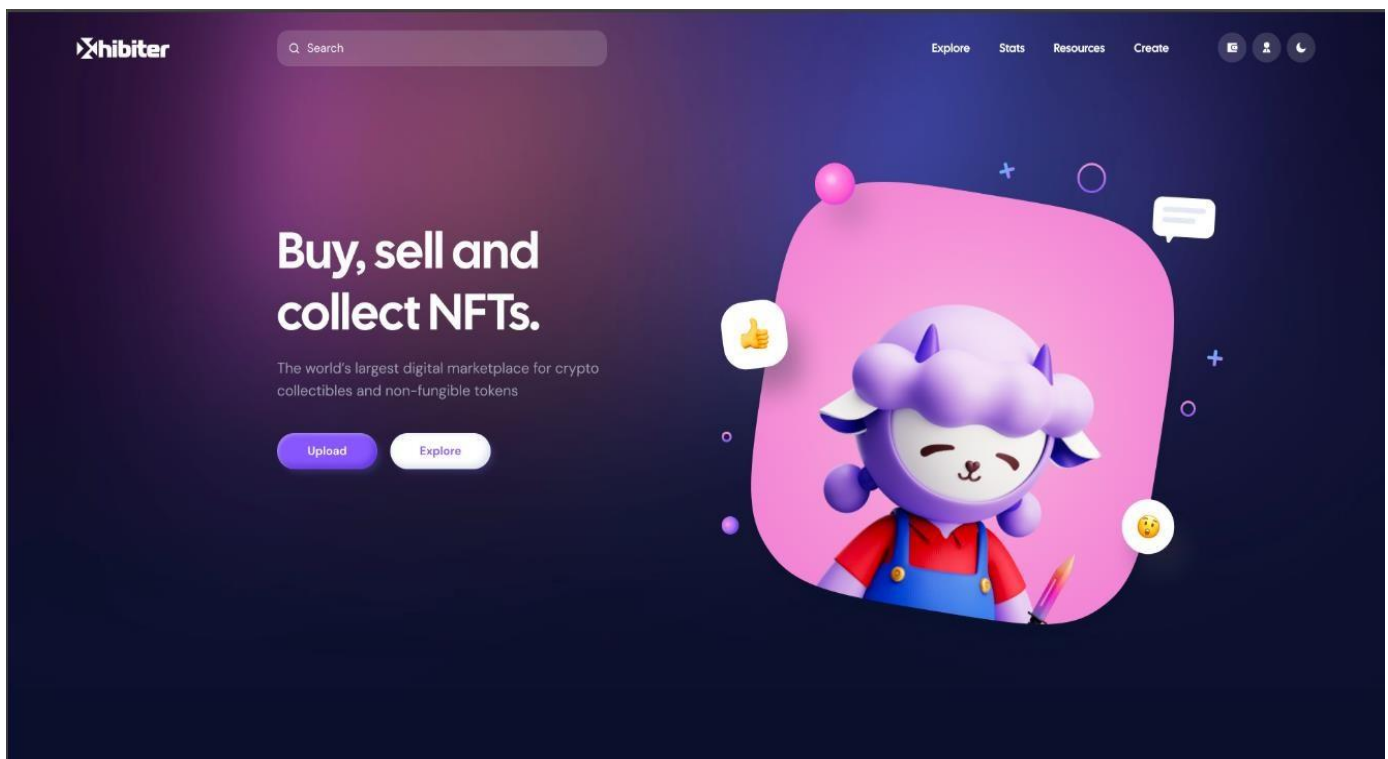 Xhibiter
Search
Explore
Stats
Resources
Create
Buy, sell and
collect NFTs.
The world's largest digital marketplace for crypto
collectibles and non-fungible tokens
Upload
Explore